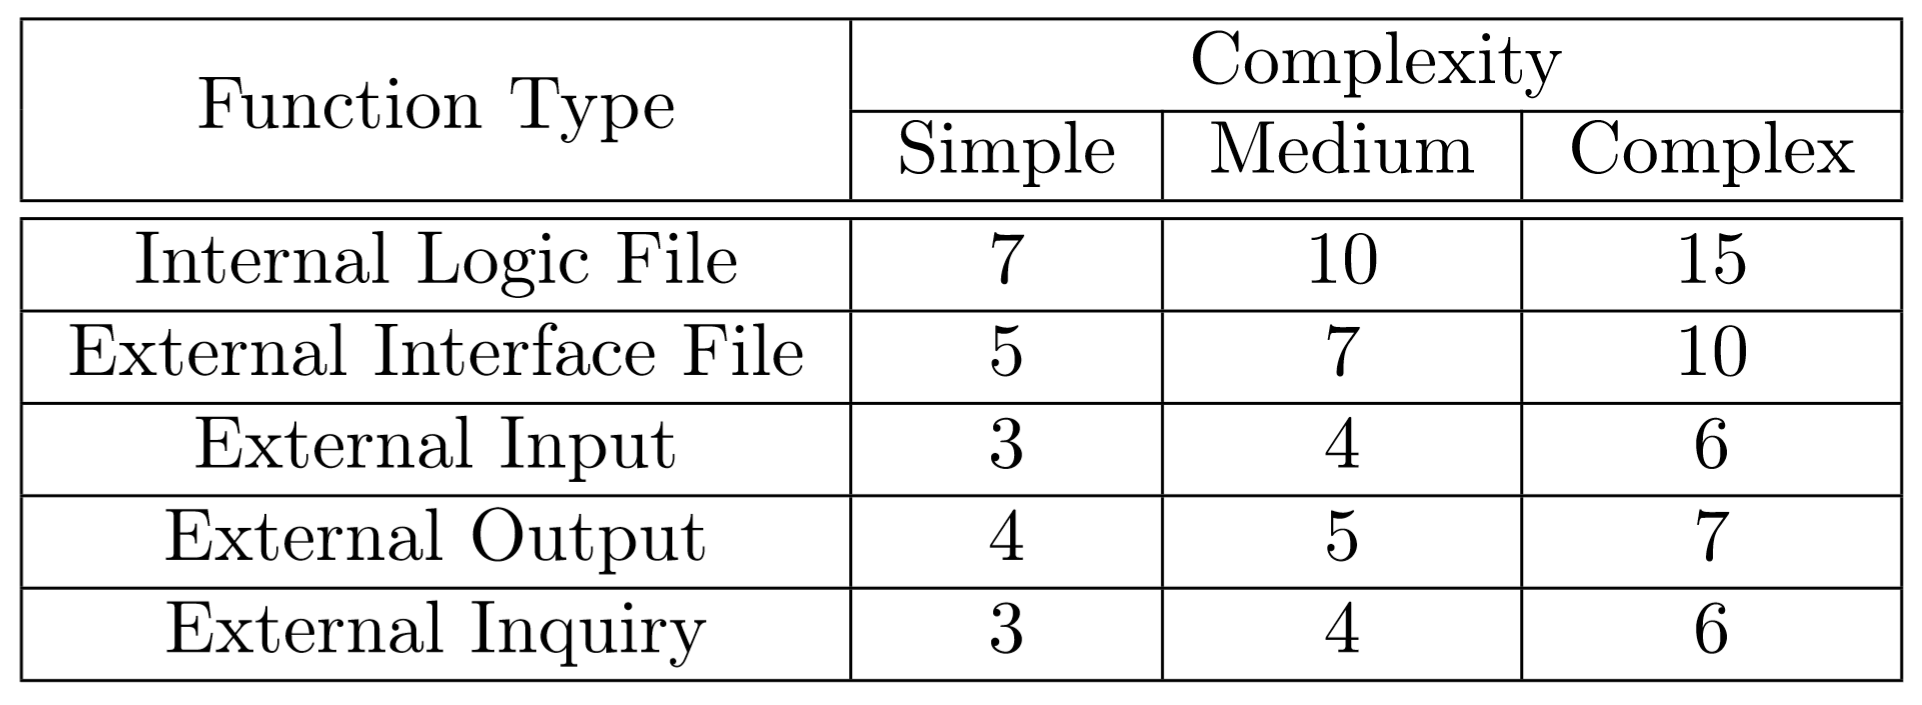 Function Type Complexity
Simple Medium Complex
Internal Logic File 7 10 15
External Interface File 5 7 10
External Input 3 4 6
External Output 4 5 7
External Inquiry 3 4 6